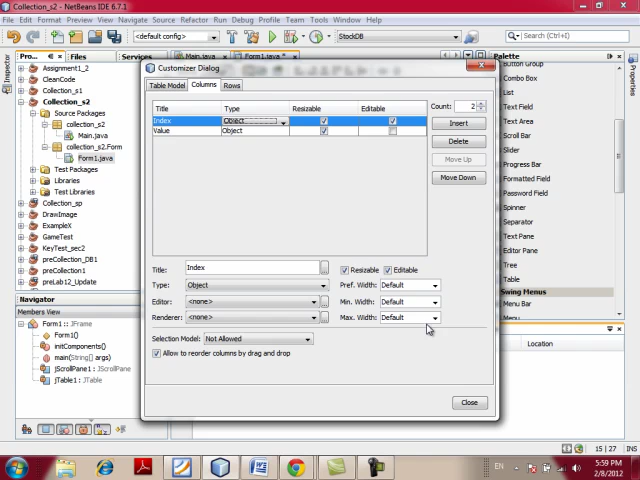 Collection_s2 - NetBeans IDE 6.7.1
File Edit View Navigate Source Refactor Run Debug Profile Team Tools Window Help
<default config>
StockDB
Search (Ctrl+I)
Pro...
Files
Services
Main.java
Form1.java *
Palette
Inspector
Properties
Assignment1_2
CleanCode
Collection_s1
Collection_s2
Source Packages
collection_s2
Main.java
collection_s2.Form
Form1.java
Test Packages
Libraries
Test Libraries
Collection_sp
DrawImage
ExampleX
GameTest
KeyTest_sec2
preCollection_DB1
preCollection1
preLab12_Update
Navigator
Members View
Form1 :: JFrame
Form1()
initComponents()
main(String[] args)
jScrollPane1 : JScrollPane
jTable1 : JTable
Customizer Dialog
Table Model
Columns
Rows
Title Type Resizable Editable
Index Object
Value Object
Count: 2
Insert
Delete
Move Up
Move Down
Title: Index
Resizable Editable
Type: Object
Pref. Width: Default
Editor: <none>
Min. Width: Default
Renderer: <none>
Max. Width: Default
Selection Model: Not Allowed
Allow to reorder columns by drag and drop
Close
Button Group
Combo Box
List
Text Field
Text Area
Scroll Bar
Slider
Progress Bar
Formatted Field
Password Field
Spinner
Separator
Text Pane
Editor Pane
Tree
Table
Swing Menus
Menu Bar
Location
15 | 27 INS
EN
5:59 PM
2/8/2012